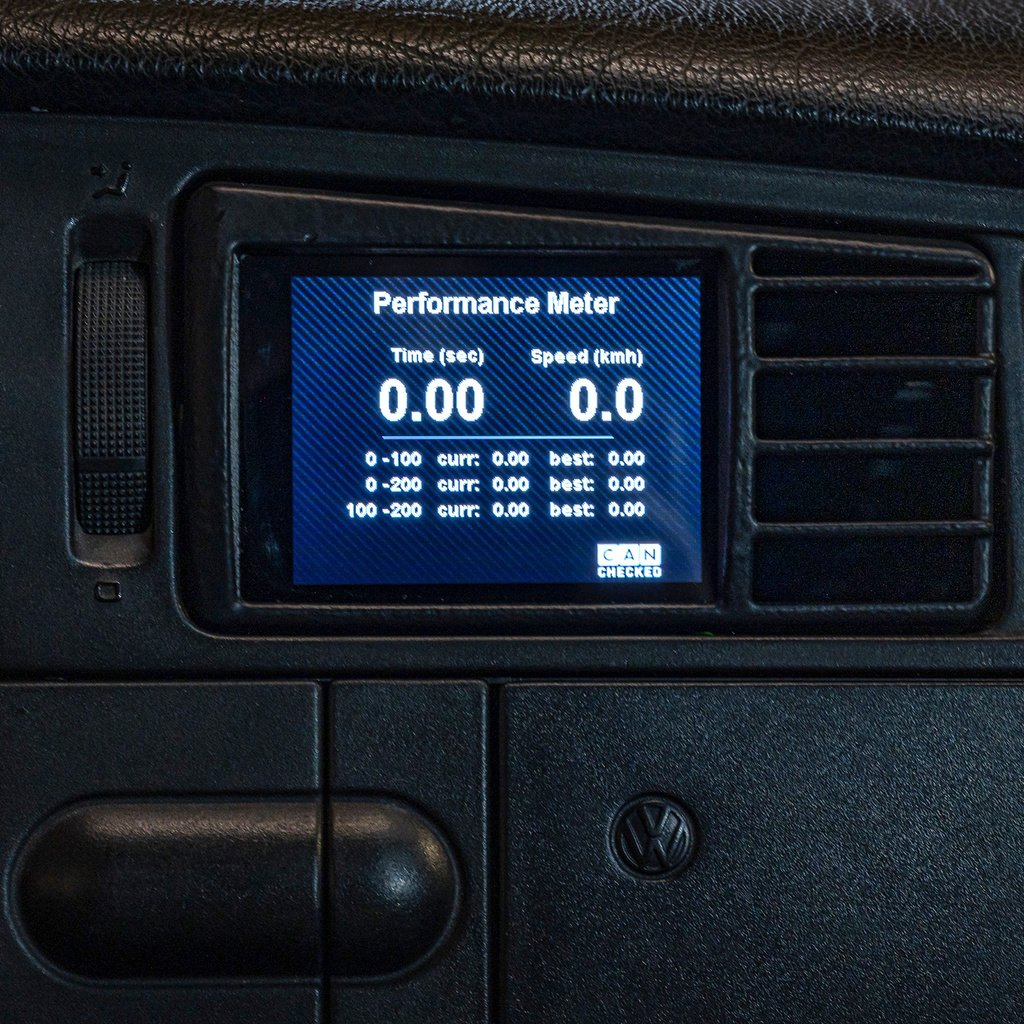 Performance Meter
Time (sec) Speed (kmh)
0.00 0.0
0 -100 curr: 0.00 best: 0.00
0 -200 curr: 0.00 best: 0.00
100 -200 curr: 0.00 best: 0.00
CAN
CHECKED
VW